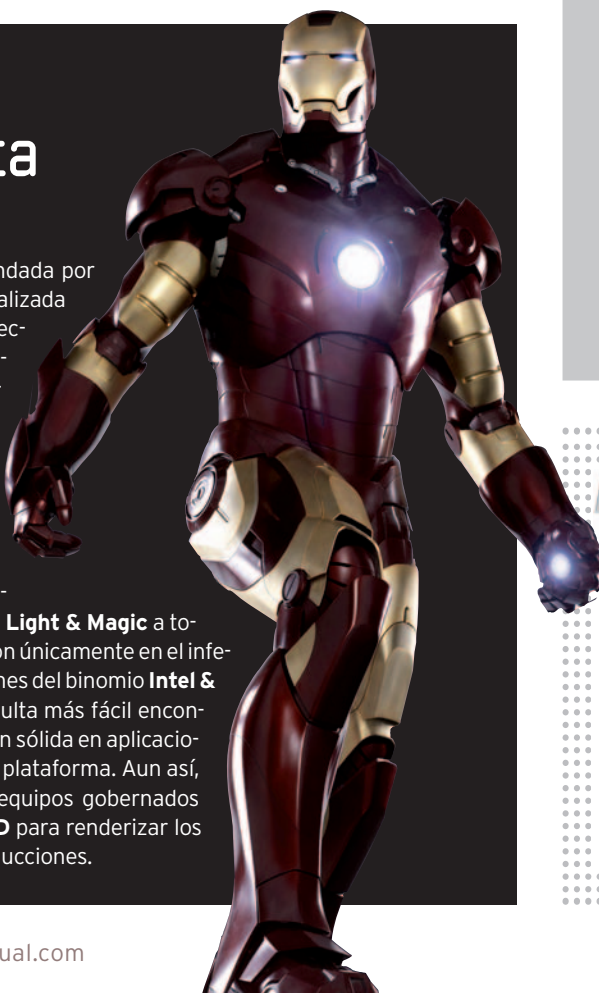 ta
ndada por
alizada
ec-
-
-
-
Light & Magic a to-
on únicamente en el infe-
nes del binomio Intel &
ulta más fácil encon-
n sólida en aplicacio-
plataforma. Aun así,
equipos gobernados
D para renderizar los
ucciones.
ual.com